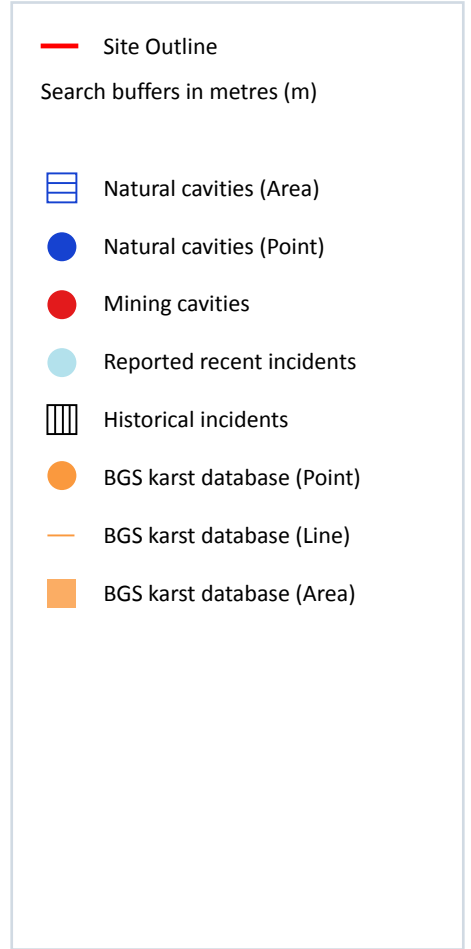 Site Outline
Search buffers in metres (m)
Natural cavities (Area)
Natural cavities (Point)
Mining cavities
Reported recent incidents
Historical incidents
BGS karst database (Point)
BGS karst database (Line)
BGS karst database (Area)